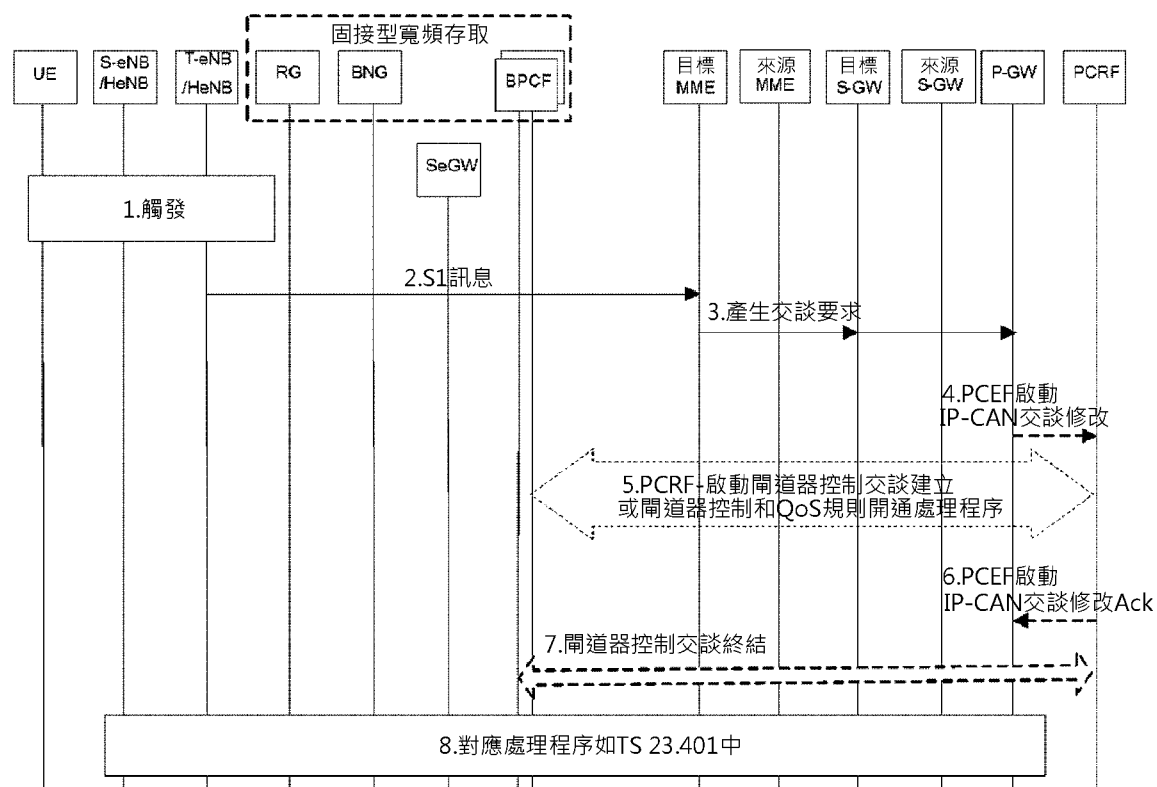 固接型寬頻存取
UE
S-eNB
/HeNB
T-eNB
/HeNB
RG
BNG
BPCF
目標
MME
來源
MME
目標
S-GW
來源
S-GW
P-GW
PCRF
SeGW
1.觸發
2.S1訊息
3.產生交談要求
4.PCEF啟動
IP-CAN交談修改
5.PCRF-啟動閘道器控制交談建立
或閘道器控制和QoS規則開通處理程序
6.PCEF啟動
IP-CAN交談修改Ack
7.閘道器控制交談終結
8.對應處理程序如TS 23.401中